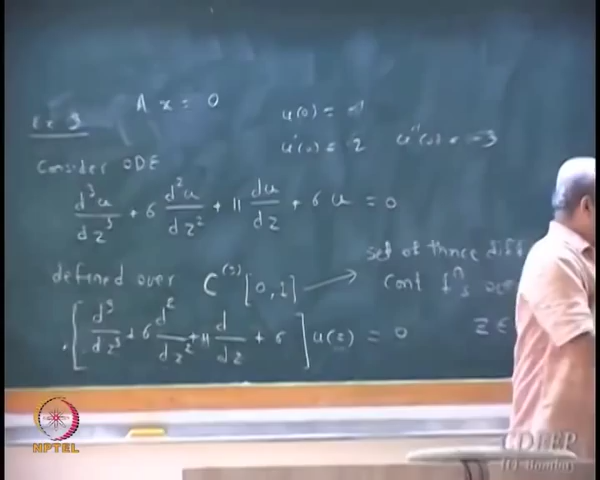 A x = 0
u(0) = -1
Ex 3
u'(0) = 2 u''(0) = -3
Consider ODE
d³u/dz³ + 6 d²u/dz² + 11 du/dz + 6 u = 0
set of thrice diff
defined over C⁽³⁾[0,1] →
Cont fⁿs over
[d³/dz³ + 6 d²/dz² + 11 d/dz + 6] u(z) = 0
z ∈
NPTEL
CDEEP
IIT Bombay